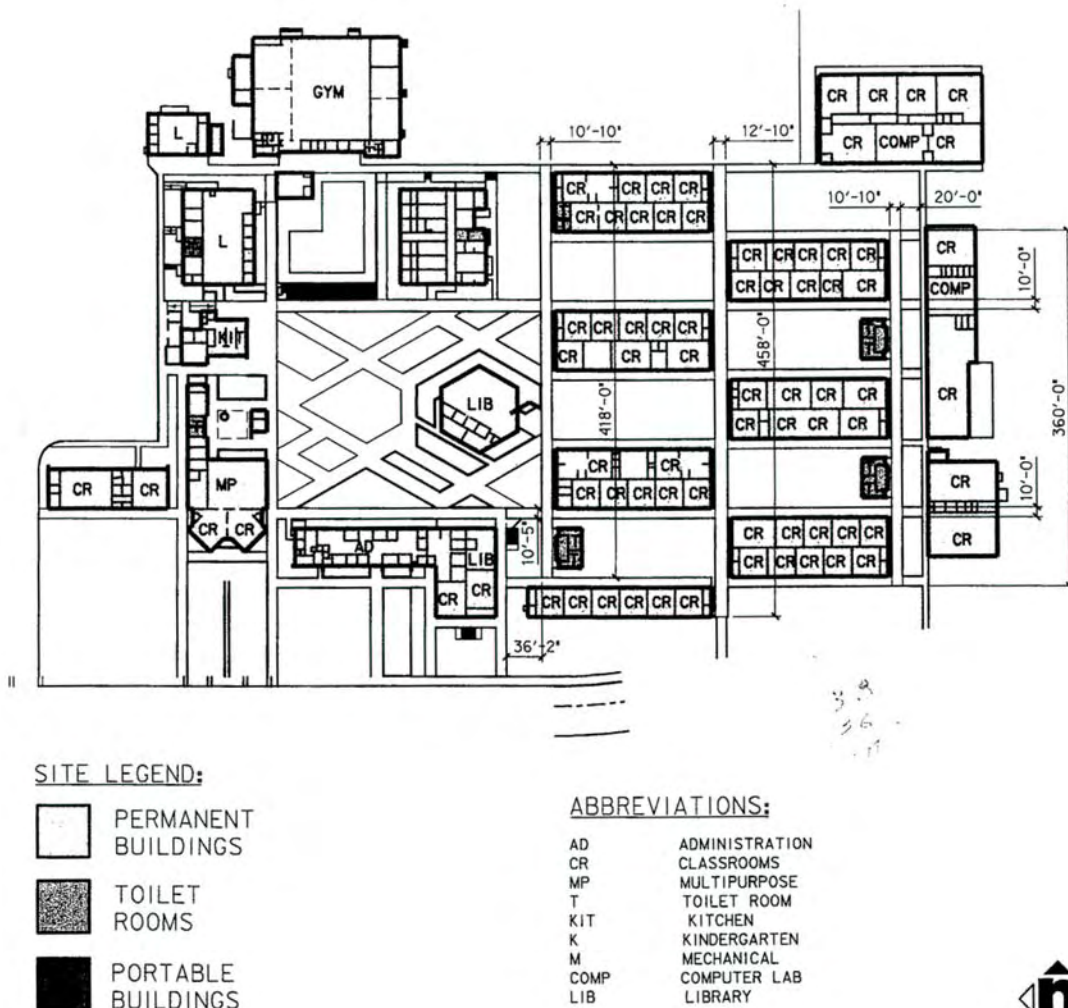 GYM
L
10'-10"
12'-10"
CR CR CR CR
CR COMP CR
CR CR CR CR
CR CR CR CR CR
10'-10"
20'-0"
L
L
L
CR CR CR CR CR
CR CR CR CR CR
CR
COMP
10'-0"
KIT
CR CR CR CR CR
CR CR CR
458'-0"
LIB
418'-0"
CR CR CR CR
CR CR CR CR
CR
360'-0"
CR CR
MP
CR CR
CR CR
CR CR CR CR CR
CR
10'-0"
CR
AD
LIB
CR CR
10'-5"
CR CR CR CR CR
CR CR CR CR CR
CR CR CR CR CR CR
36'-2"
SITE LEGEND:
PERMANENT
BUILDINGS
TOILET
ROOMS
PORTABLE
BUILDINGS
ABBREVIATIONS:
AD ADMINISTRATION
CR CLASSROOMS
MP MULTIPURPOSE
T TOILET ROOM
KIT KITCHEN
K KINDERGARTEN
M MECHANICAL
COMP COMPUTER LAB
LIB LIBRARY
n